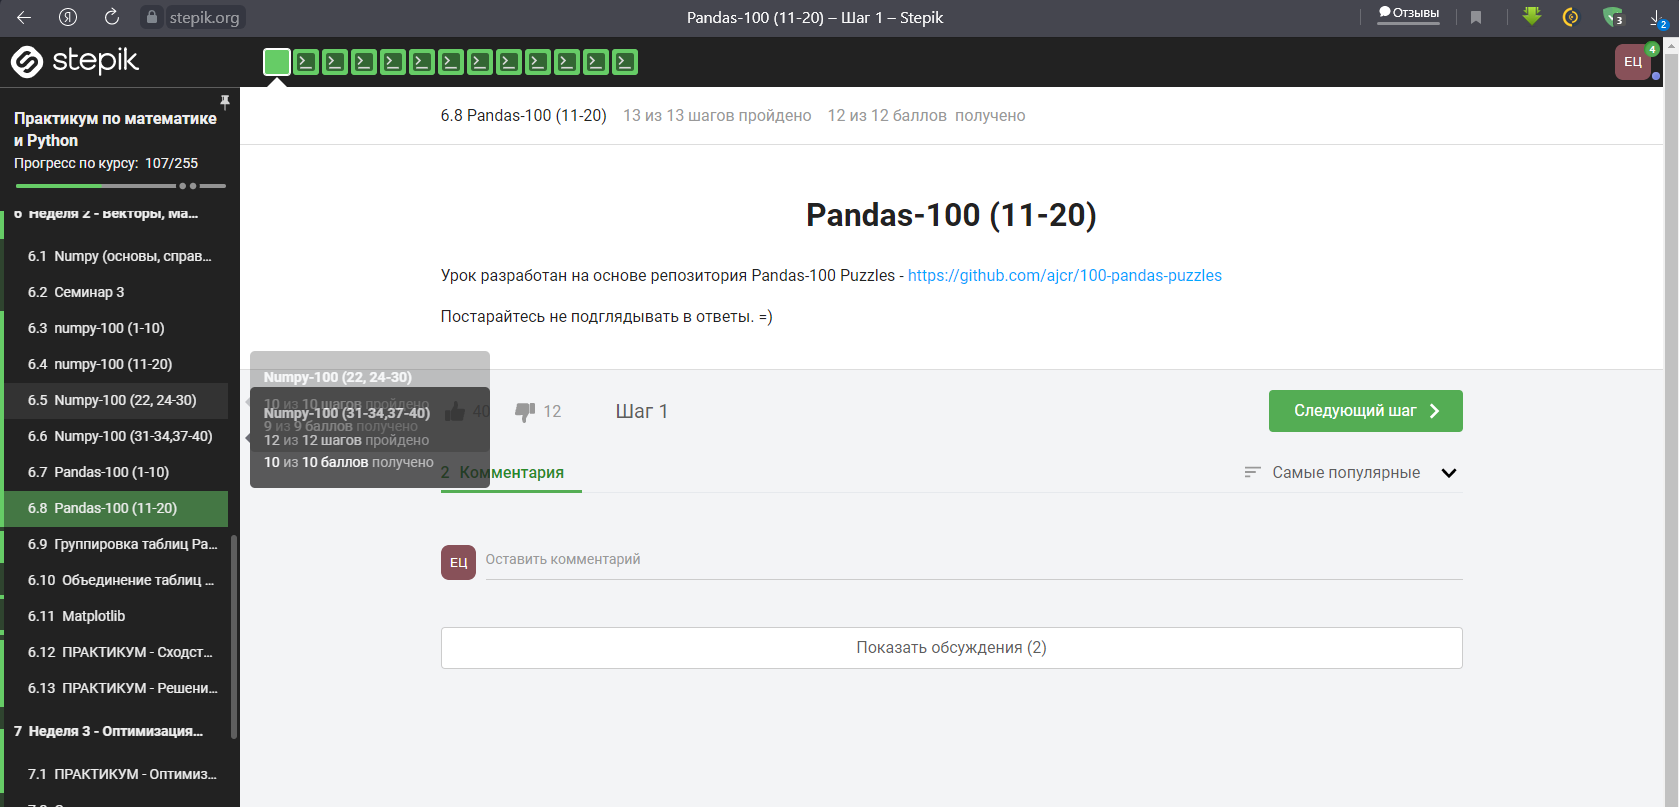 stepik.org
Pandas-100 (11-20) – Шаг 1 – Stepik
Отзывы
3
2
stepik
ЕЦ
4
Практикум по математике
и Python
Прогресс по курсу: 107/255
6 Неделя 2 - Векторы, Ма...
6.1 Numpy (основы, справ...
6.2 Семинар 3
6.3 numpy-100 (1-10)
6.4 numpy-100 (11-20)
6.5 Numpy-100 (22, 24-30)
6.6 Numpy-100 (31-34,37-40)
6.7 Pandas-100 (1-10)
6.8 Pandas-100 (11-20)
6.9 Группировка таблиц Pa...
6.10 Объединение таблиц ...
6.11 Matplotlib
6.12 ПРАКТИКУМ - Сходст...
6.13 ПРАКТИКУМ - Решени...
7 Неделя 3 - Оптимизация...
7.1 ПРАКТИКУМ - Оптимиз...
6.8 Pandas-100 (11-20) 13 из 13 шагов пройдено 12 из 12 баллов получено
Pandas-100 (11-20)
Урок разработан на основе репозитория Pandas-100 Puzzles - https://github.com/ajcr/100-pandas-puzzles
Постарайтесь не подглядывать в ответы. =)
Numpy-100 (22, 24-30)
10 из 10 шагов пройдено
9 из 9 баллов получено
Numpy-100 (31-34,37-40)
12 из 12 шагов пройдено
10 из 10 баллов получено
40 12 Шаг 1
Следующий шаг
2 Комментария
Самые популярные
ЕЦ Оставить комментарий
Показать обсуждения (2)